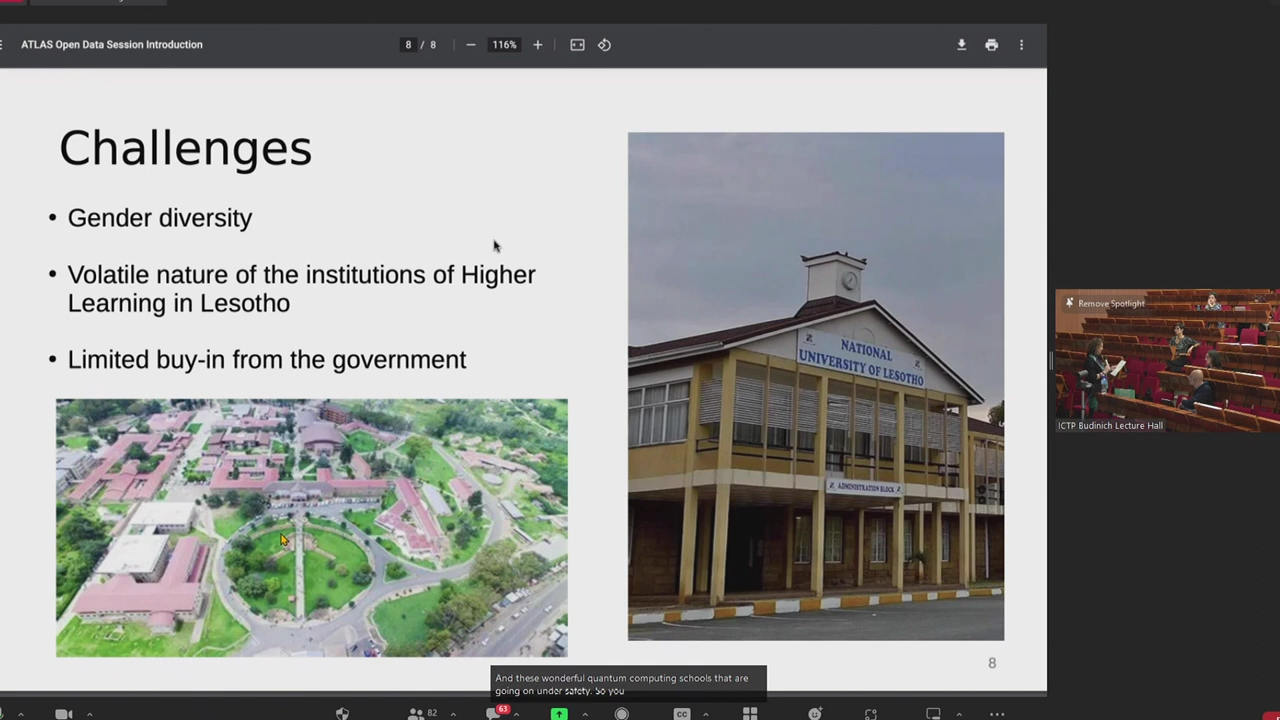 ATLAS Open Data Session Introduction
8 / 8
116%
Challenges
• Gender diversity
• Volatile nature of the institutions of Higher
Learning in Lesotho
• Limited buy-in from the government
NATIONAL
UNIVERSITY OF LESOTHO
ADMINISTRATION BLOCK
8
Remove Spotlight
ICTP Budinich Lecture Hall
And these wonderful quantum computing schools that are
going on under safety. So you
82
63
CC